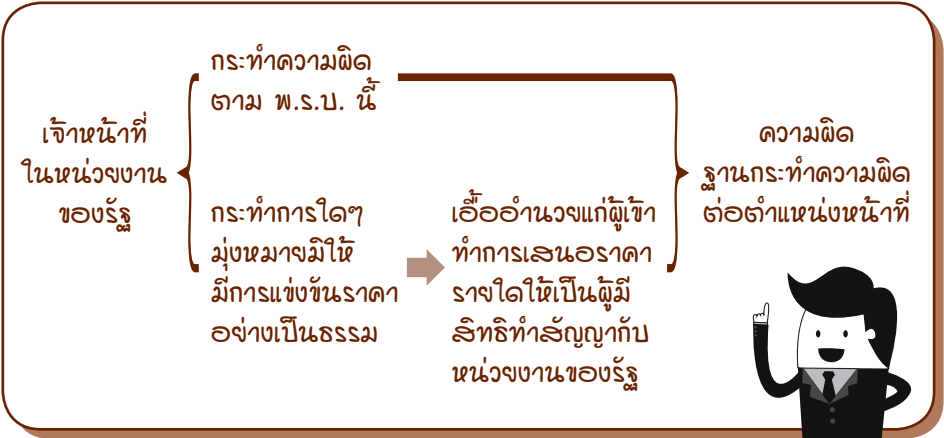 เจ้าหน้าที่
ในหน่วยงาน
ของรัฐ
กระทำความผิด
ตาม พ.ร.บ. นี้
กระทำการใดๆ
มุ่งหมายมิให้
มีการแข่งขันราคา
อย่างเป็นธรรม
เอื้ออำนวยแก่ผู้เข้า
ทำการเสนอราคา
รายใดให้เป็นผู้มี
สิทธิทำสัญญากับ
หน่วยงานของรัฐ
ความผิด
ฐานกระทำความผิด
ต่อตำแหน่งหน้าที่